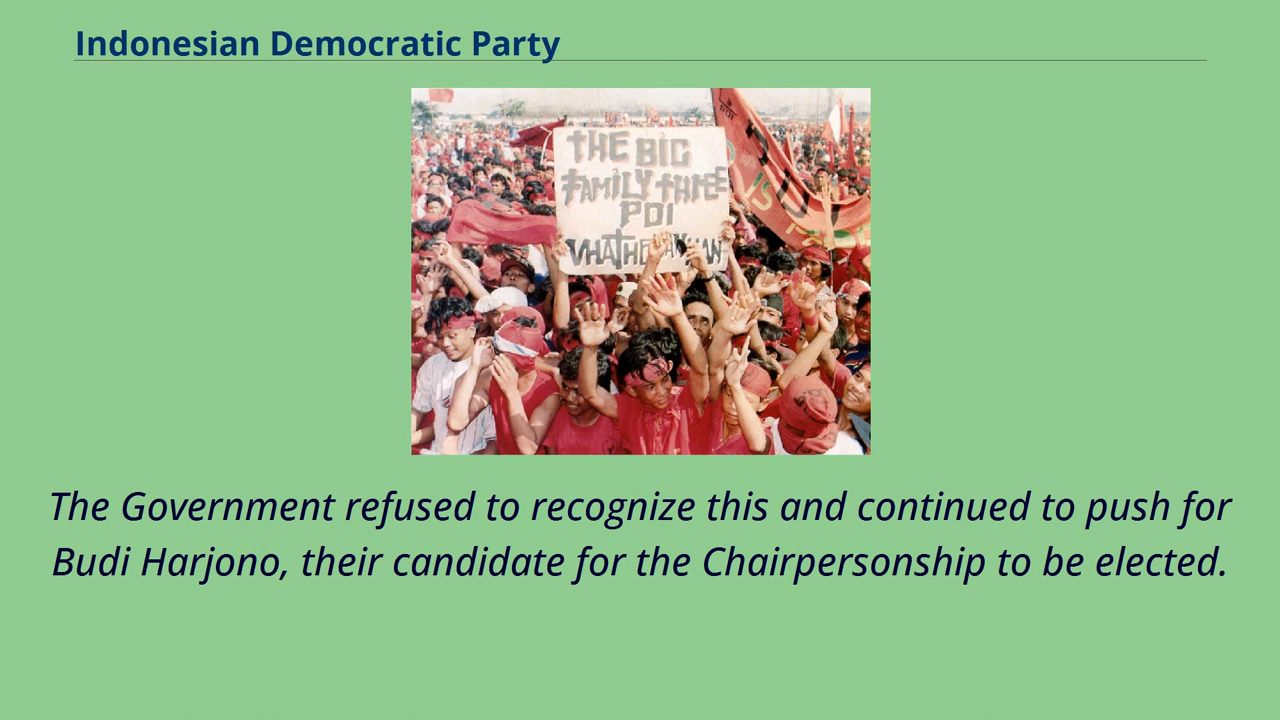 Indonesian Democratic Party
THE BIG
FAMILY THREE
PDI
The Government refused to recognize this and continued to push for
Budi Harjono, their candidate for the Chairpersonship to be elected.